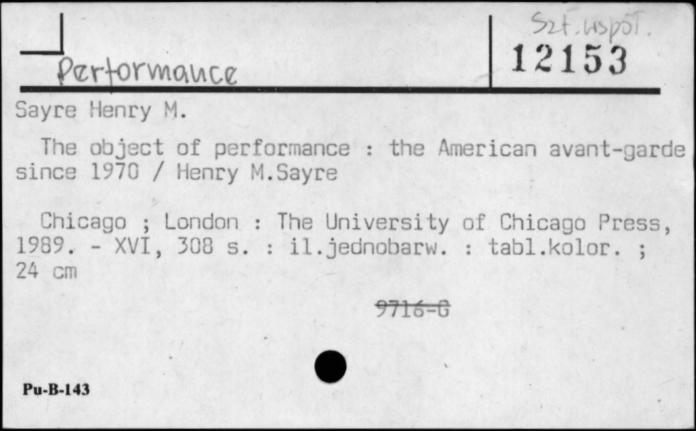 Szt. współ.
12153
Performance
Sayre Henry M.
The object of performance : the American avant-garde
since 1970 / Henry M.Sayre
Chicago ; London : The University of Chicago Press,
1989. - XVI, 308 s. : il.jednobarw. : tabl.kolor. ;
24 cm
9716-G
Pu-B-143